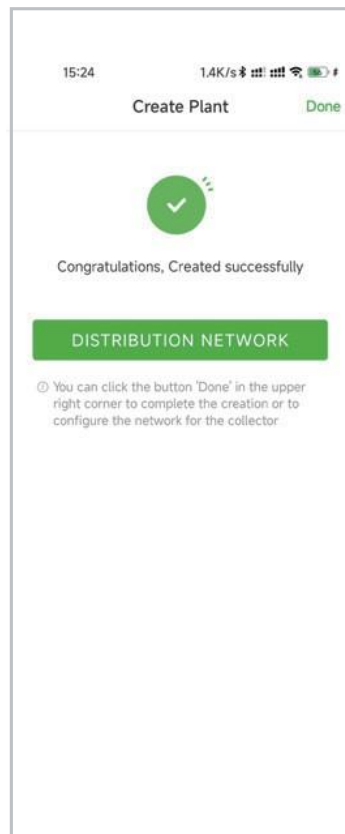 15:24 1.4K/s
Create Plant Done
Congratulations, Created successfully
DISTRIBUTION NETWORK
You can click the button 'Done' in the upper
right corner to complete the creation or to
configure the network for the collector